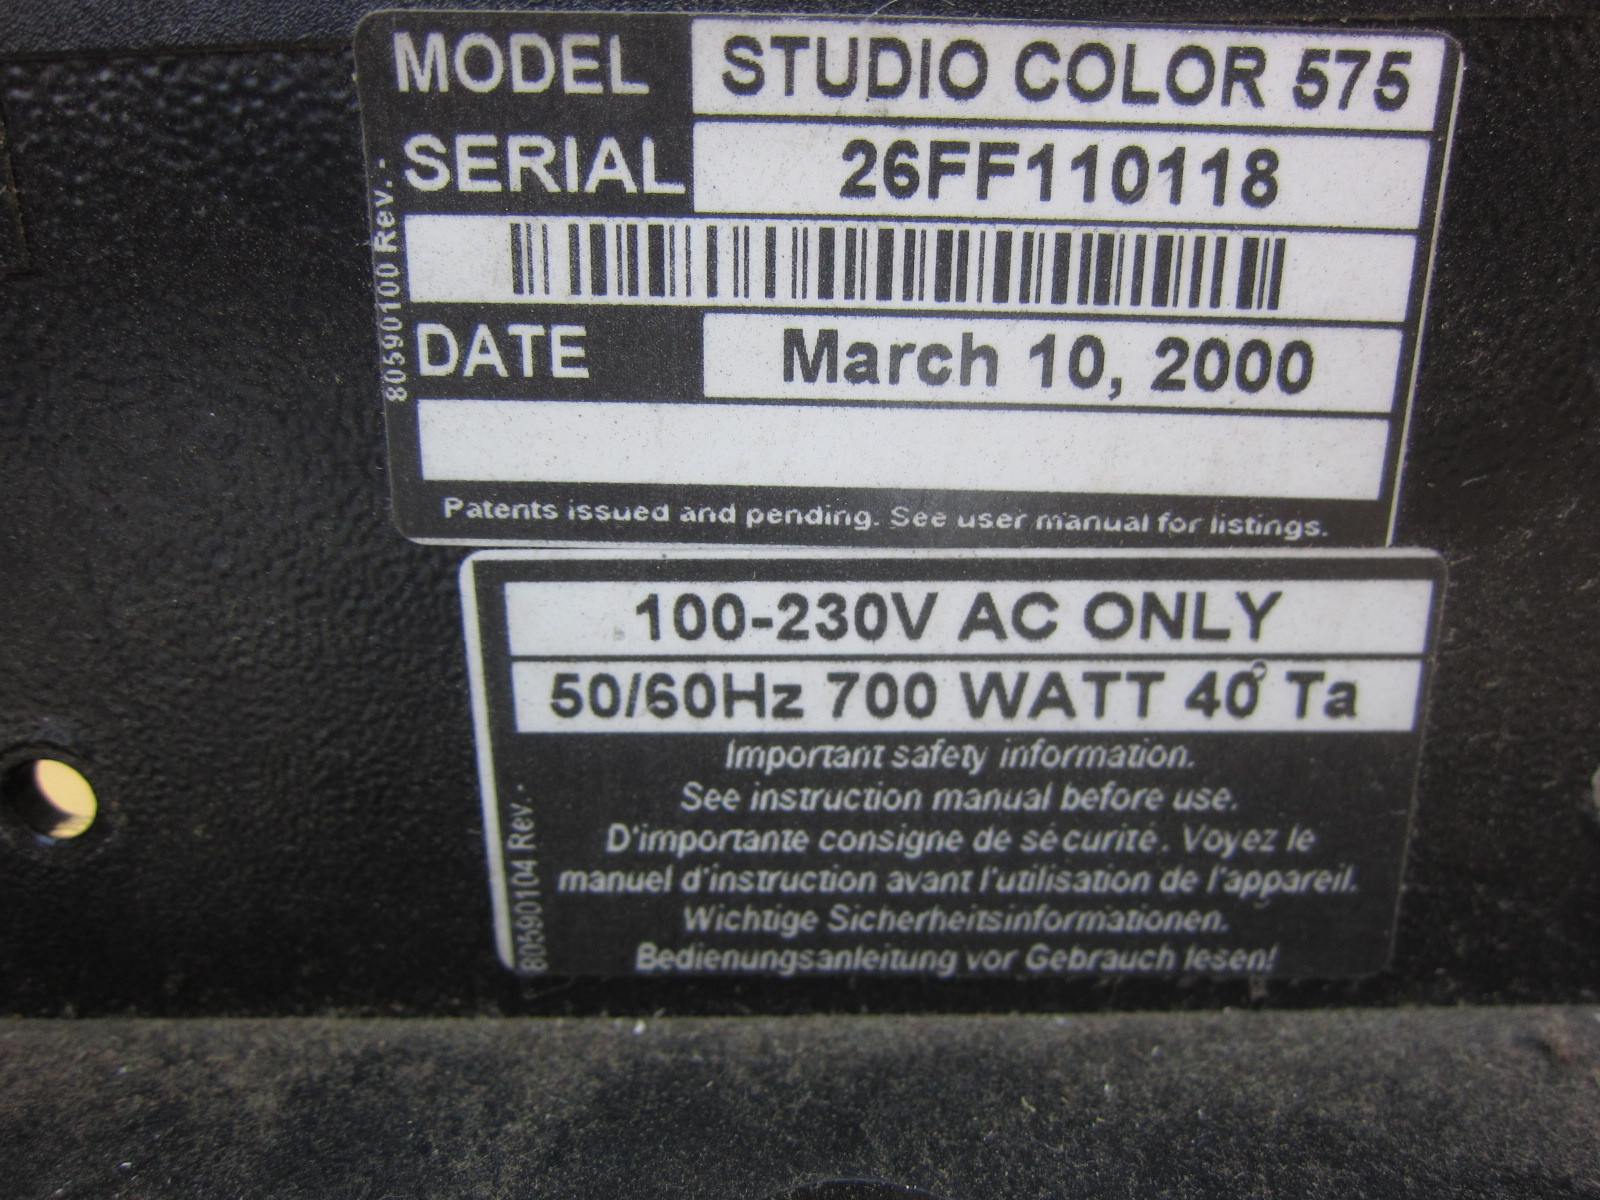 MODEL STUDIO COLOR 575
SERIAL 26FF110118
80590100 Rev. -
DATE March 10, 2000
Patents issued and pending. See user manual for listings.
100-230V AC ONLY
50/60Hz 700 WATT 40° Ta
Important safety information.
See instruction manual before use.
D'importante consigne de sécurité. Voyez le
manuel d'instruction avant l'utilisation de l'appareil.
Wichtige Sicherheitsinformationen.
Bedienungsanleitung vor Gebrauch lesen!
80590104 Rev. -